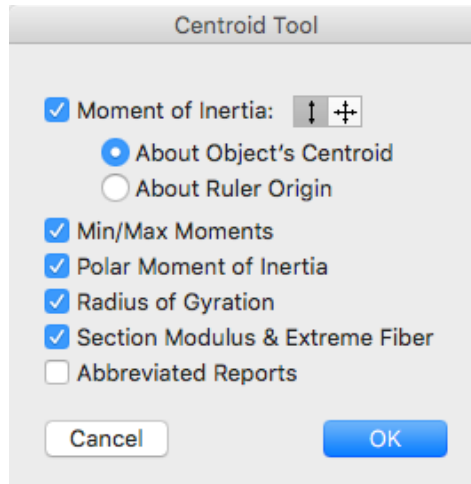 Centroid Tool
Moment of Inertia:
About Object's Centroid
About Ruler Origin
Min/Max Moments
Polar Moment of Inertia
Radius of Gyration
Section Modulus & Extreme Fiber
Abbreviated Reports
Cancel OK